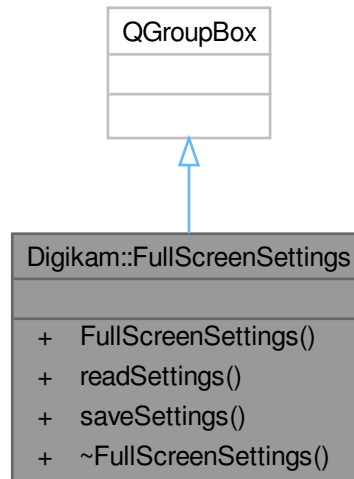 QGroupBox
Digikam::FullScreenSettings
+ FullScreenSettings()
+ readSettings()
+ saveSettings()
+ ~FullScreenSettings()